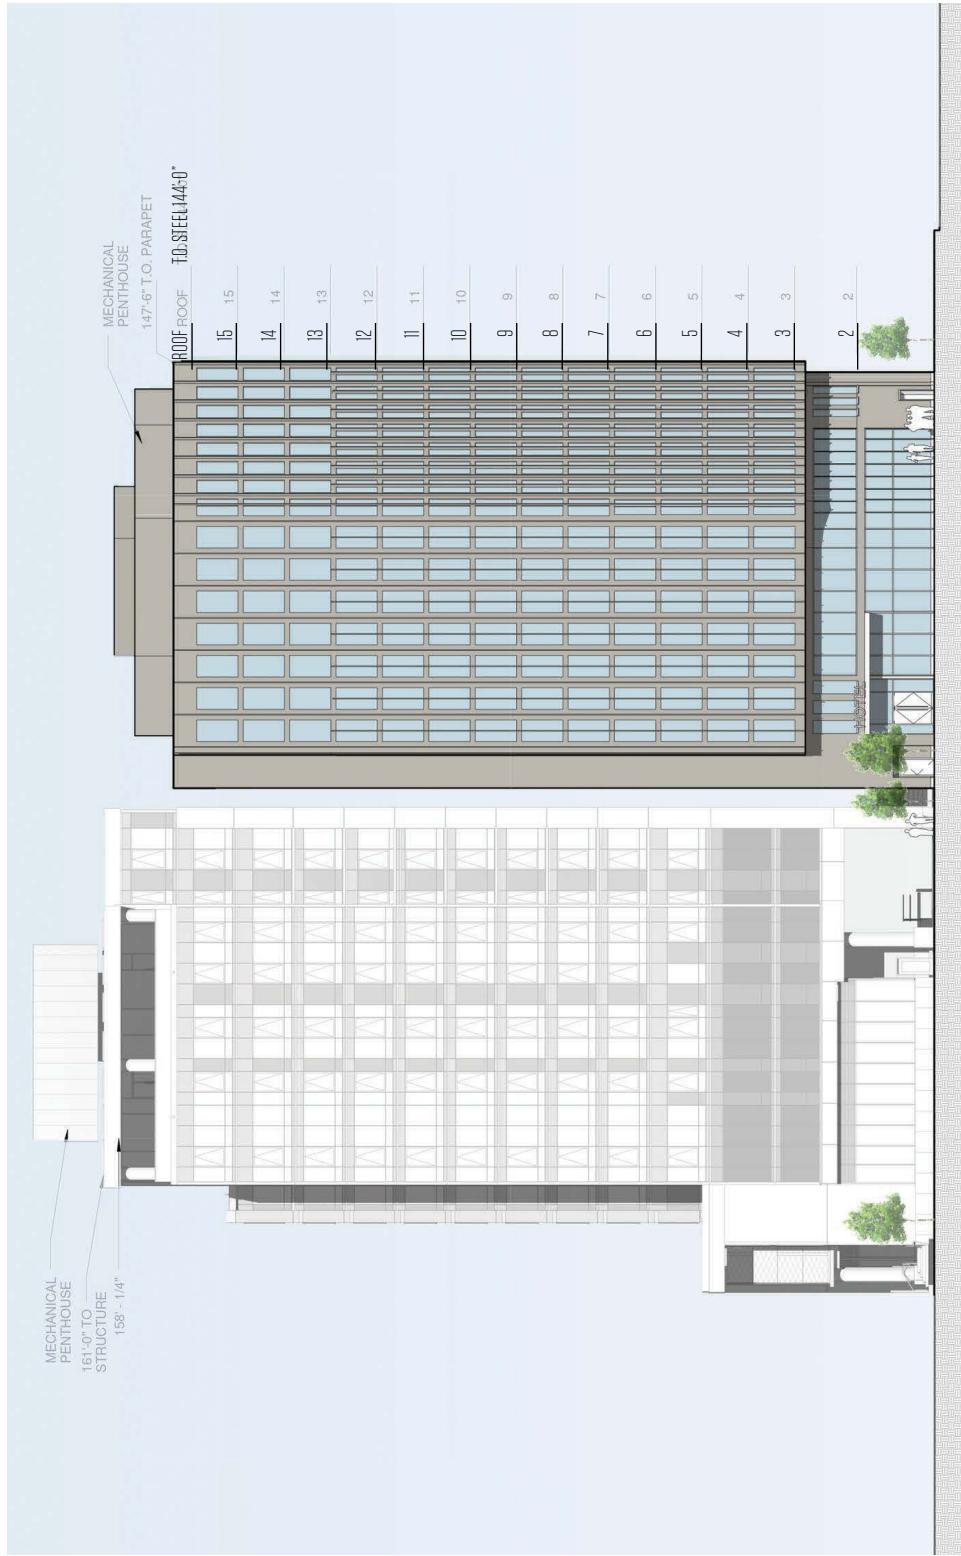 MECHANICAL
PENTHOUSE
161'-0" TO
STRUCTURE
158' - 1/4"
MECHANICAL
PENTHOUSE
147'-6" T.O. PARAPET
ROOF
ROOF
T.O. STEEL144'-0"
15
15
14
14
13
13
12
12
11
11
10
10
9
9
8
8
7
7
6
6
5
5
4
4
3
3
2
2
HOTEL